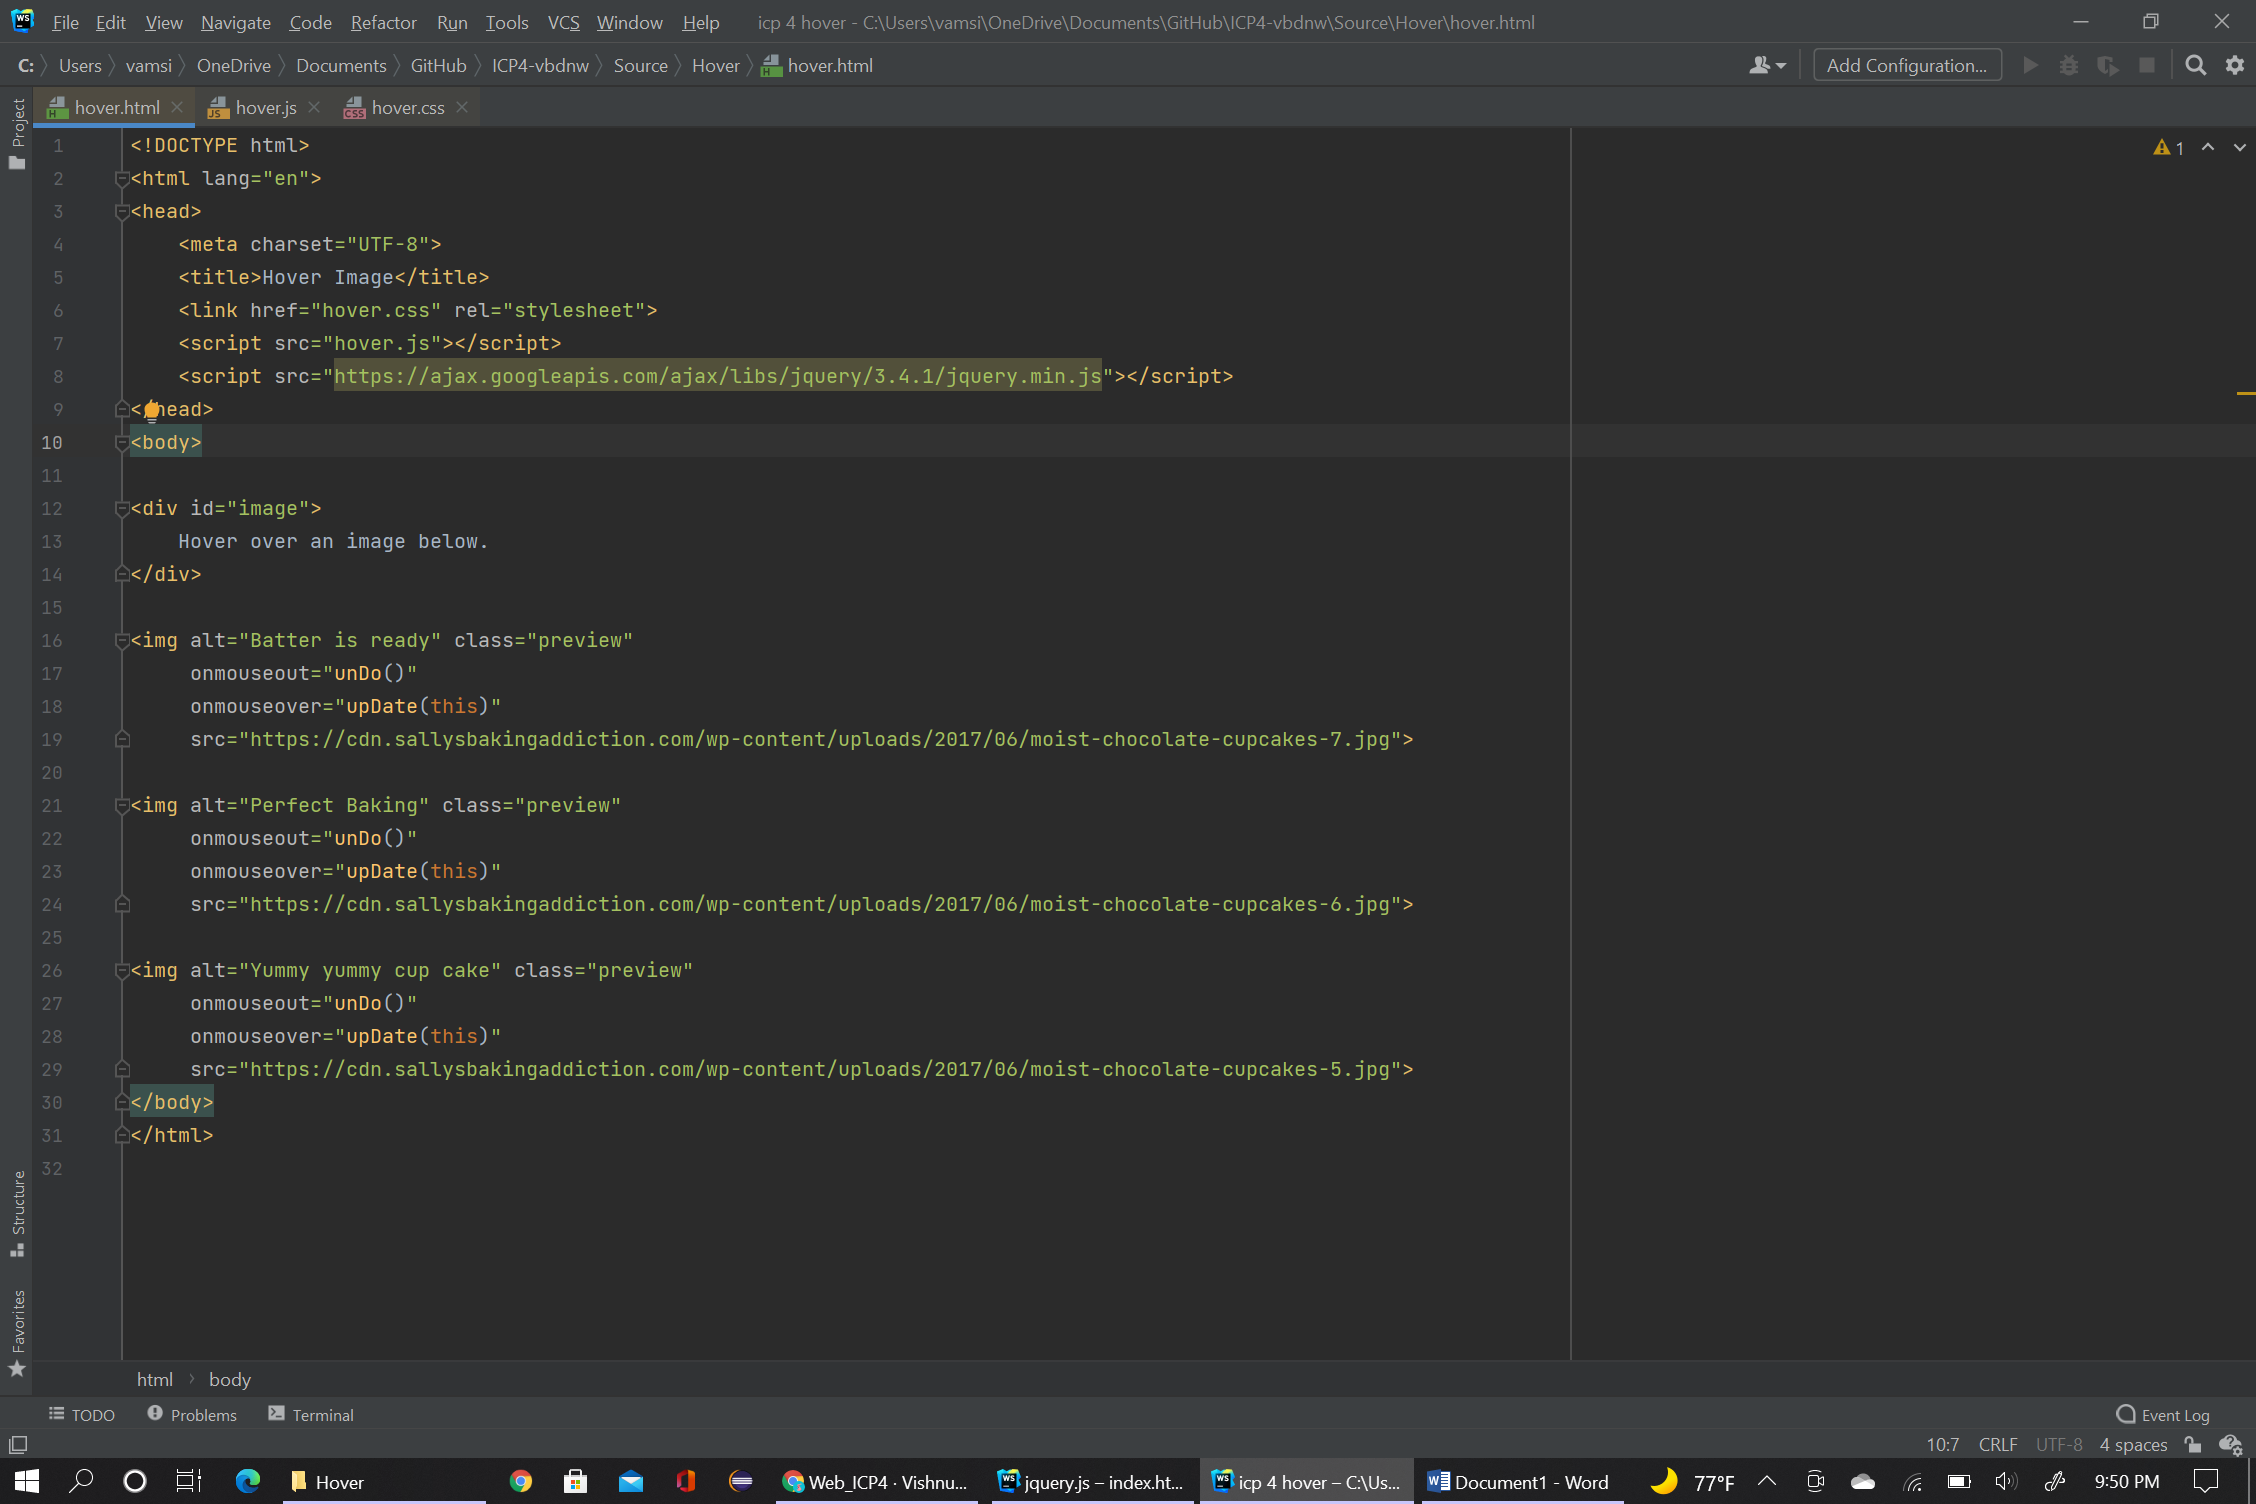 File Edit View Navigate Code Refactor Run Tools VCS Window Help icp 4 hover - C:\Users\vamsi\OneDrive\Documents\GitHub\ICP4-vbdnw\Source\Hover\hover.html
C: Users vamsi OneDrive Documents GitHub ICP4-vbdnw Source Hover hover.html Add Configuration...
hover.html hover.js hover.css
Project
1 <!DOCTYPE html>
2 <html lang="en">
3 <head>
4 <meta charset="UTF-8">
5 <title>Hover Image</title>
6 <link href="hover.css" rel="stylesheet">
7 <script src="hover.js"></script>
8 <script src="https://ajax.googleapis.com/ajax/libs/jquery/3.4.1/jquery.min.js"></script>
9 </head>
10 <body>
11
12 <div id="image">
13 Hover over an image below.
14 </div>
15
16 <img alt="Batter is ready" class="preview"
17 onmouseout="unDo()"
18 onmouseover="upDate(this)"
19 src="https://cdn.sallysbakingaddiction.com/wp-content/uploads/2017/06/moist-chocolate-cupcakes-7.jpg">
20
21 <img alt="Perfect Baking" class="preview"
22 onmouseout="unDo()"
23 onmouseover="upDate(this)"
24 src="https://cdn.sallysbakingaddiction.com/wp-content/uploads/2017/06/moist-chocolate-cupcakes-6.jpg">
25
26 <img alt="Yummy yummy cup cake" class="preview"
27 onmouseout="unDo()"
28 onmouseover="upDate(this)"
29 src="https://cdn.sallysbakingaddiction.com/wp-content/uploads/2017/06/moist-chocolate-cupcakes-5.jpg">
30 </body>
31 </html>
32
1
Structure
Favorites
html body
TODO Problems Terminal Event Log
10:7 CRLF UTF-8 4 spaces
Hover Web_ICP4 · Vishnu... jquery.js – index.ht... icp 4 hover – C:\Us... Document1 - Word 77°F 9:50 PM